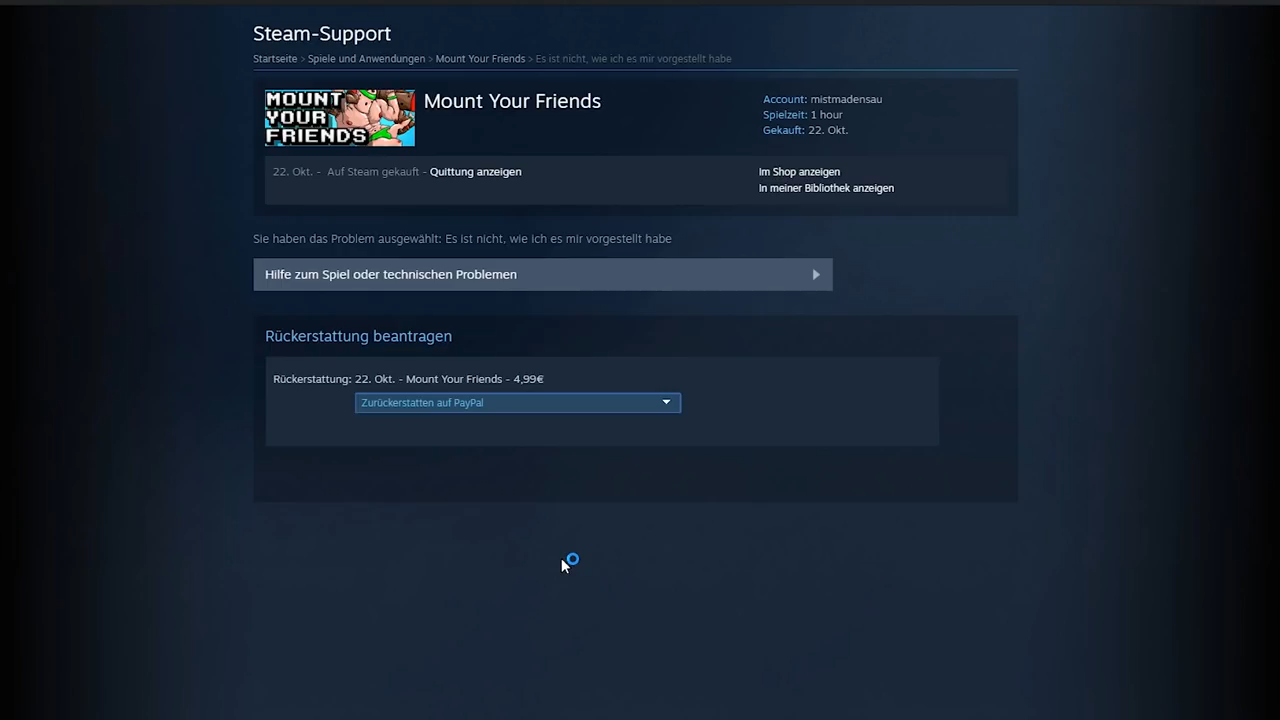 Steam-Support
Startseite > Spiele und Anwendungen > Mount Your Friends > Es ist nicht, wie ich es mir vorgestellt habe
MOUNT
YOUR
FRIENDS
Mount Your Friends
Account: mistmadensau
Spielzeit: 1 hour
Gekauft: 22. Okt.
22. Okt. - Auf Steam gekauft - Quittung anzeigen
Im Shop anzeigen
In meiner Bibliothek anzeigen
Sie haben das Problem ausgewählt: Es ist nicht, wie ich es mir vorgestellt habe
Hilfe zum Spiel oder technischen Problemen
Rückerstattung beantragen
Rückerstattung: 22. Okt. - Mount Your Friends - 4,99€
Zurückerstatten auf PayPal